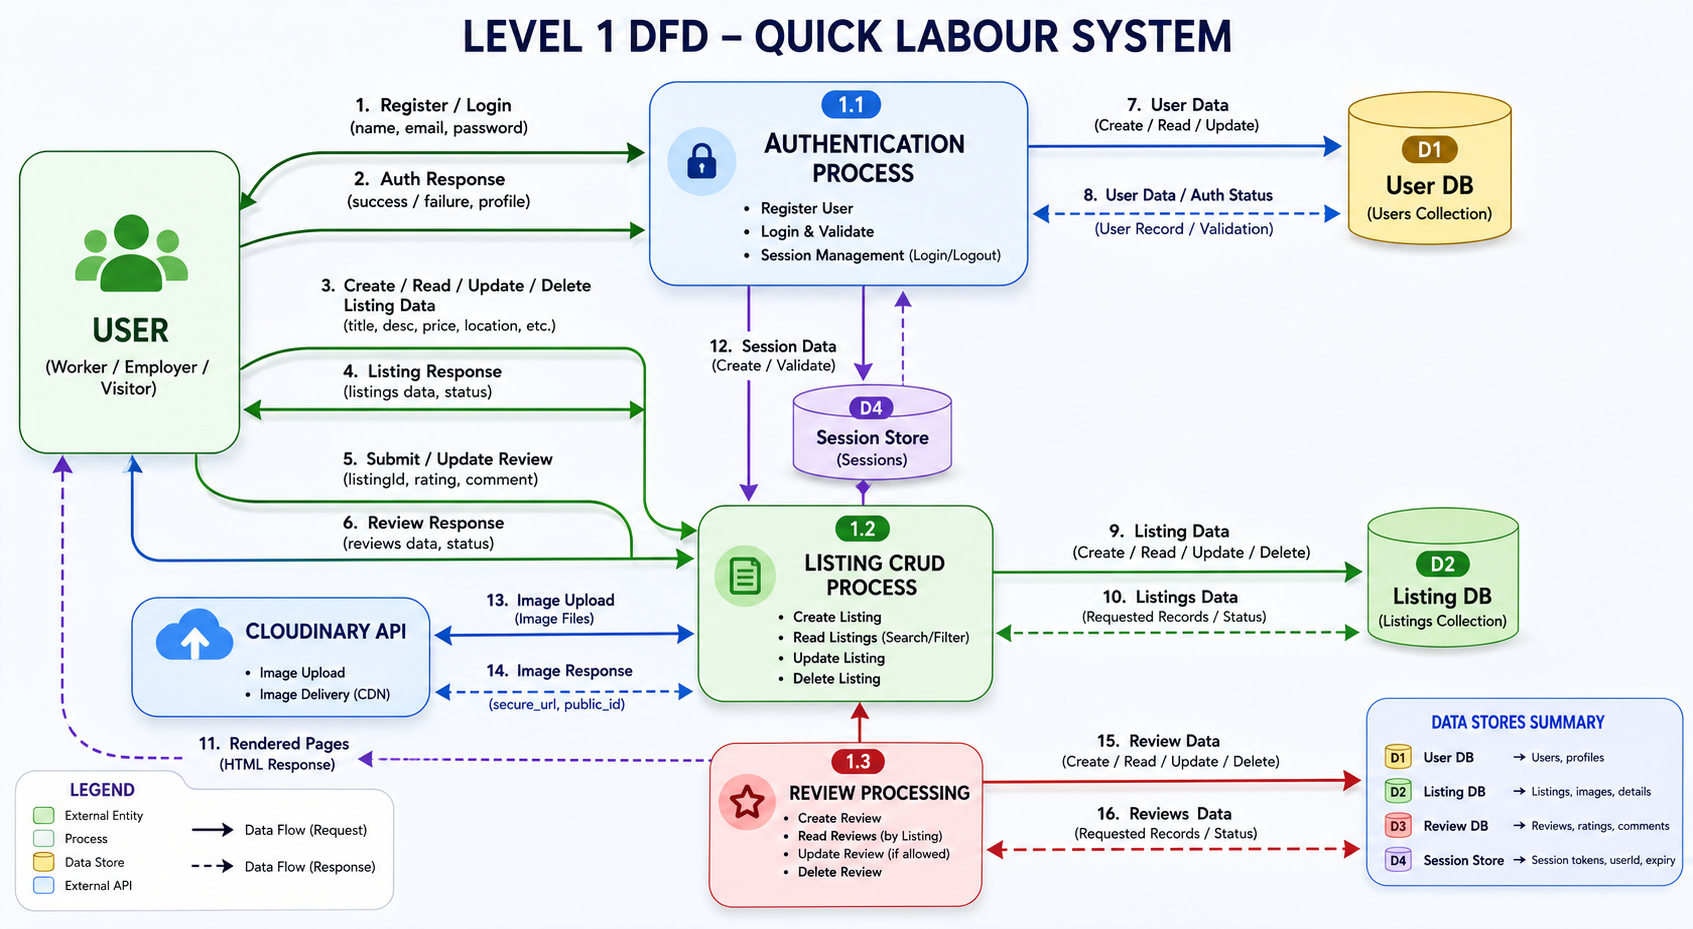 LEVEL 1 DFD – QUICK LABOUR SYSTEM
1. Register / Login
(name, email, password)
2. Auth Response
(success / failure, profile)
USER
(Worker / Employer /
Visitor)
3. Create / Read / Update / Delete
Listing Data
(title, desc, price, location, etc.)
4. Listing Response
(listings data, status)
5. Submit / Update Review
(listingId, rating, comment)
6. Review Response
(reviews data, status)
1.1
AUTHENTICATION
PROCESS
• Register User
• Login & Validate
• Session Management (Login/Logout)
7. User Data
(Create / Read / Update)
8. User Data / Auth Status
(User Record / Validation)
D1
User DB
(Users Collection)
12. Session Data
(Create / Validate)
D4
Session Store
(Sessions)
1.2
LISTING CRUD
PROCESS
• Create Listing
• Read Listings (Search/Filter)
• Update Listing
• Delete Listing
9. Listing Data
(Create / Read / Update / Delete)
10. Listings Data
(Requested Records / Status)
D2
Listing DB
(Listings Collection)
CLOUDINARY API
• Image Upload
• Image Delivery (CDN)
13. Image Upload
(Image Files)
14. Image Response
(secure_url, public_id)
11. Rendered Pages
(HTML Response)
1.3
REVIEW PROCESSING
• Create Review
• Read Reviews (by Listing)
• Update Review (if allowed)
• Delete Review
15. Review Data
(Create / Read / Update / Delete)
16. Reviews Data
(Requested Records / Status)
DATA STORES SUMMARY
D1 User DB → Users, profiles
D2 Listing DB → Listings, images, details
D3 Review DB → Reviews, ratings, comments
D4 Session Store → Session tokens, userId, expiry
LEGEND
External Entity
Process
Data Store
External API
Data Flow (Request)
Data Flow (Response)